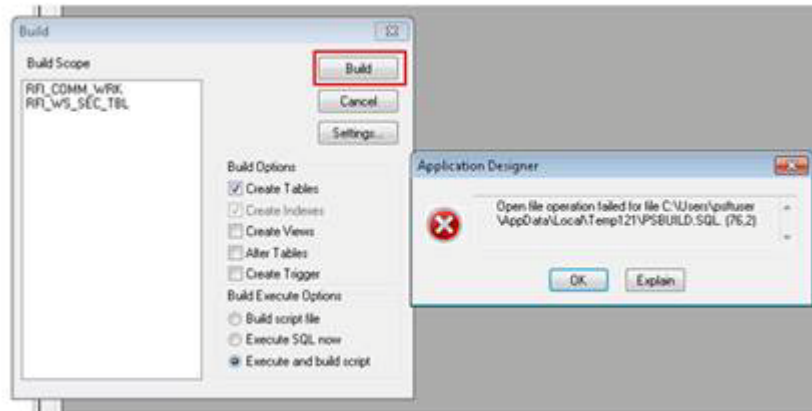 Build
Build Scope
RFI_COMM_WRK
RFI_WS_SEC_TBL
Build
Cancel
Settings...
Build Options
Create Tables
Create Indexes
Create Views
Alter Tables
Create Trigger
Build Execute Options
Build script file
Execute SQL now
Execute and build script
Application Designer
Open file operation failed for file C:\Users\psftuser
\AppData\Local\Temp121\PSBUILD.SQL. (76,2)
OK
Explain